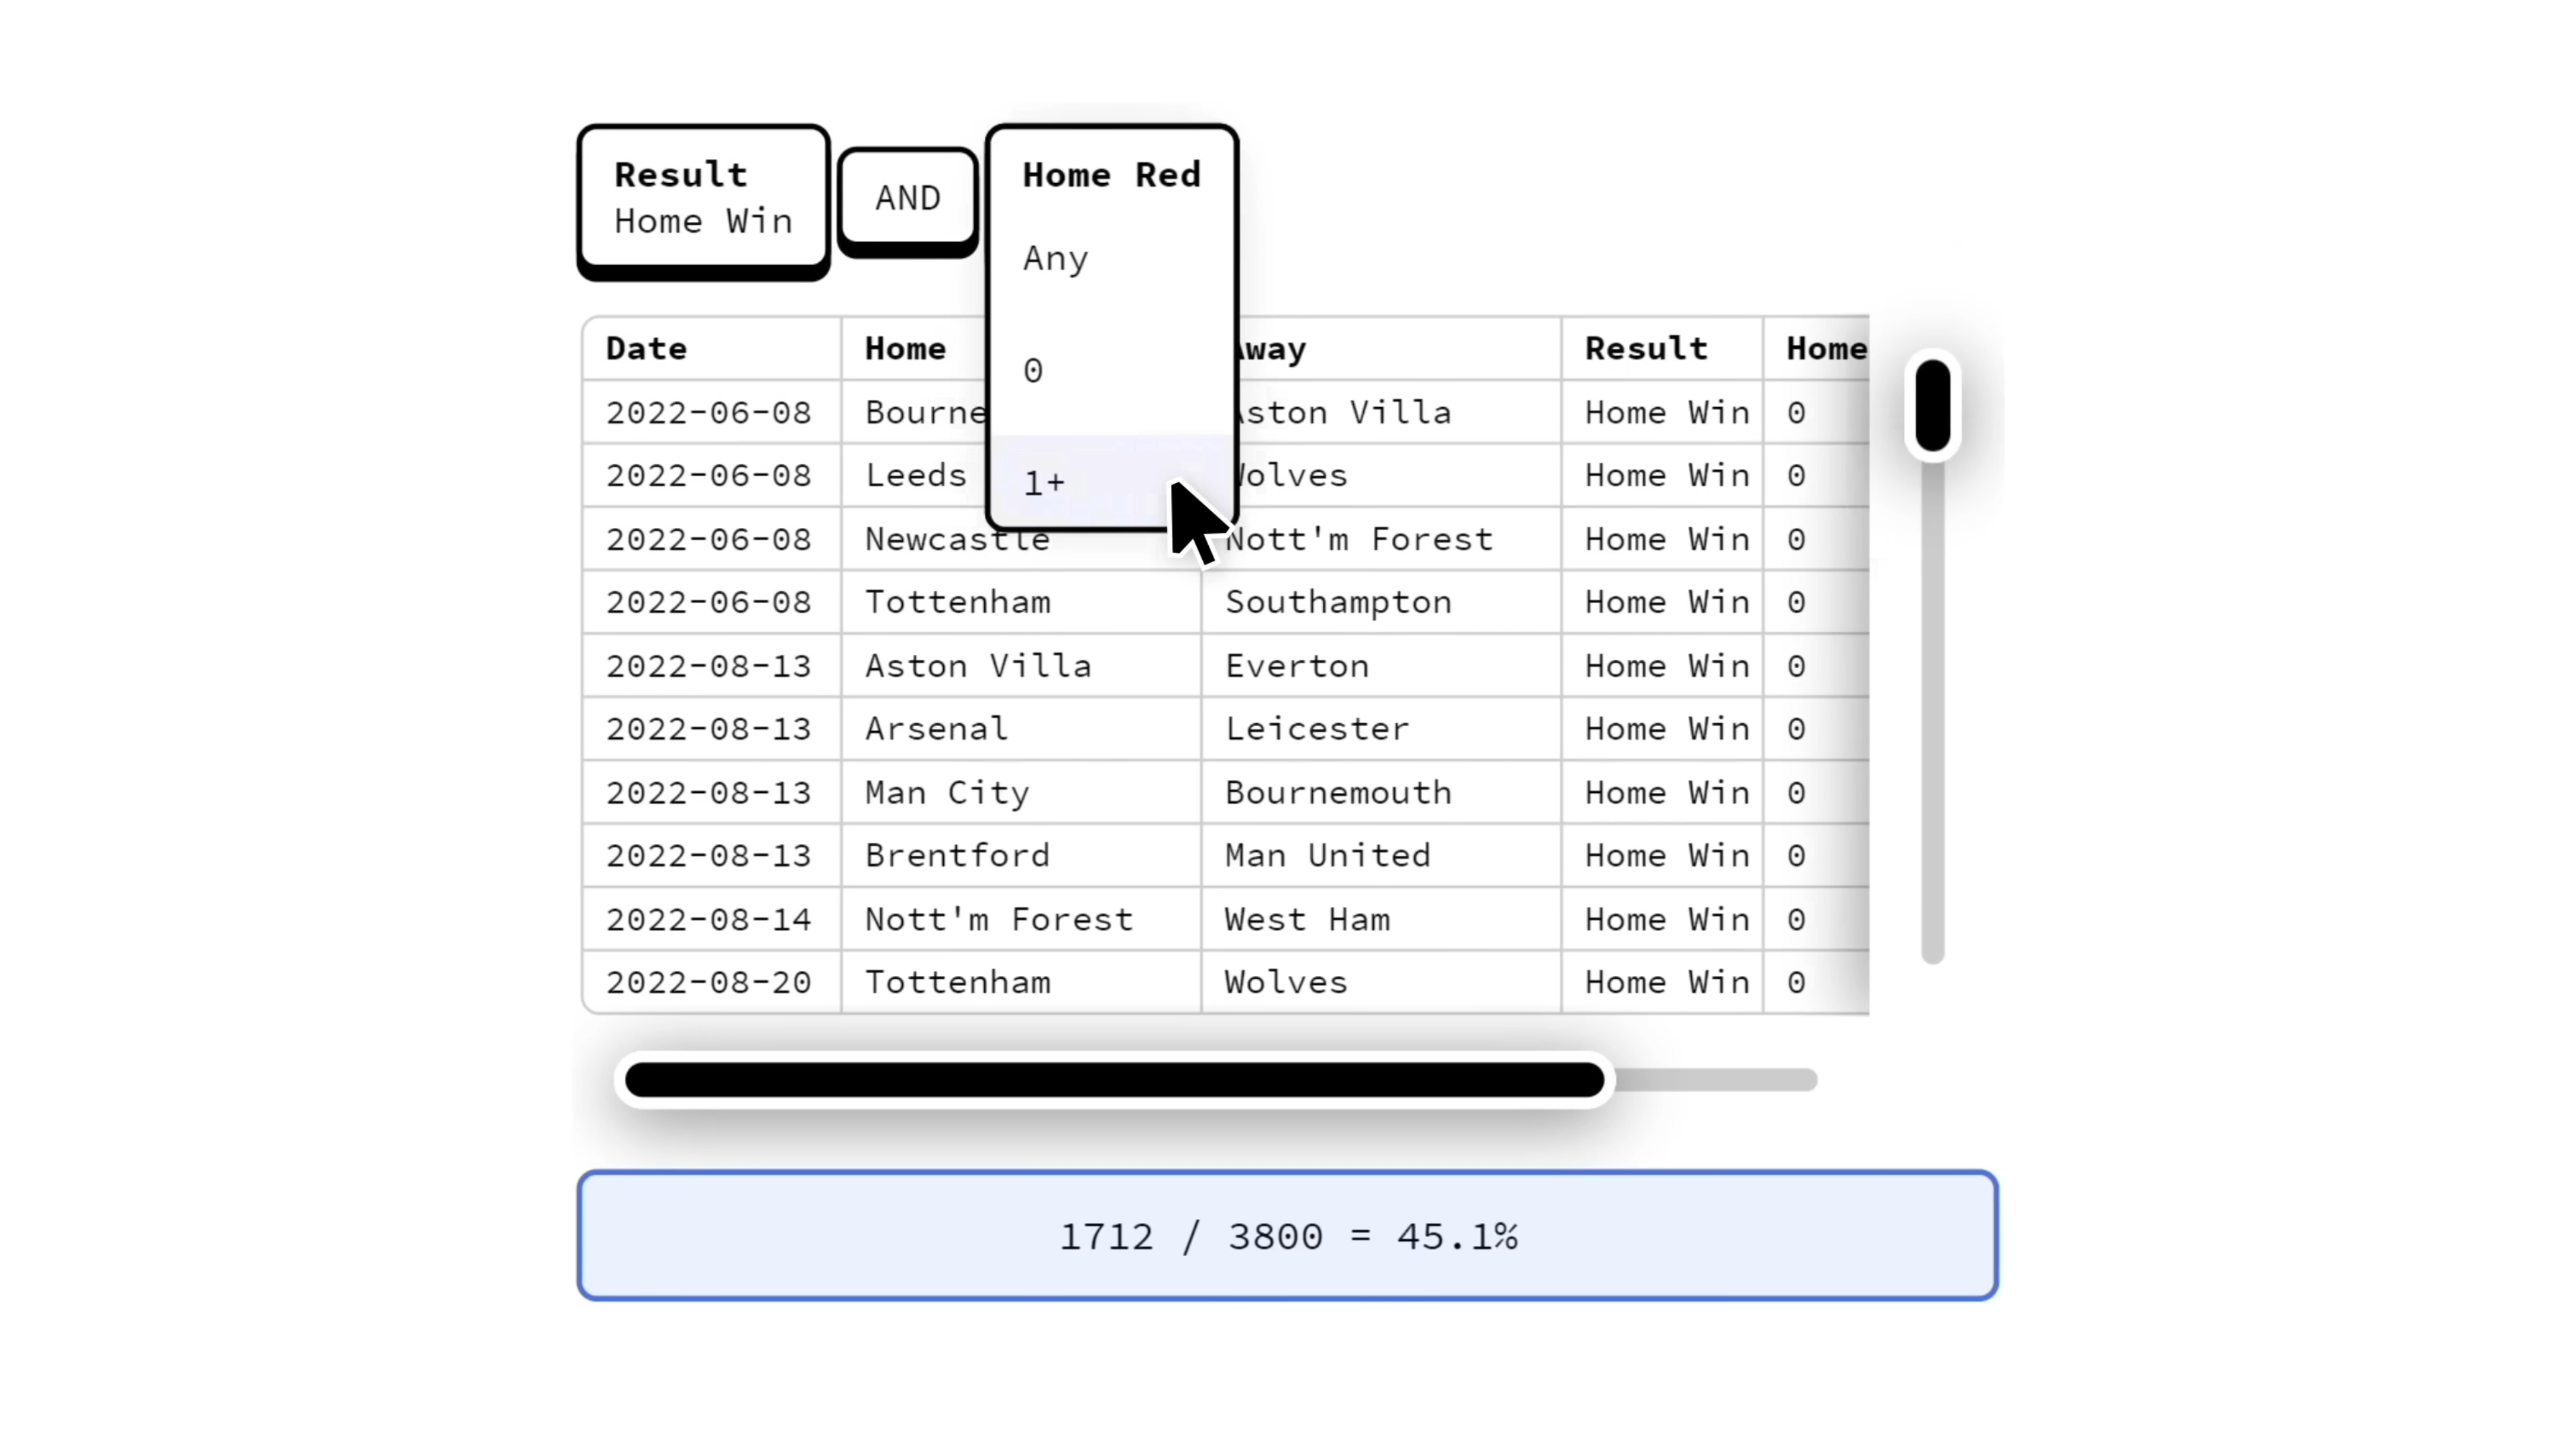 Result
Home Win
AND
Home Red
Any
0
1+
Date Home Away Result Home
2022-06-08 Bourne Aston Villa Home Win 0
2022-06-08 Leeds Wolves Home Win 0
2022-06-08 Newcastle Nott'm Forest Home Win 0
2022-06-08 Tottenham Southampton Home Win 0
2022-08-13 Aston Villa Everton Home Win 0
2022-08-13 Arsenal Leicester Home Win 0
2022-08-13 Man City Bournemouth Home Win 0
2022-08-13 Brentford Man United Home Win 0
2022-08-14 Nott'm Forest West Ham Home Win 0
2022-08-20 Tottenham Wolves Home Win 0
1712 / 3800 = 45.1%